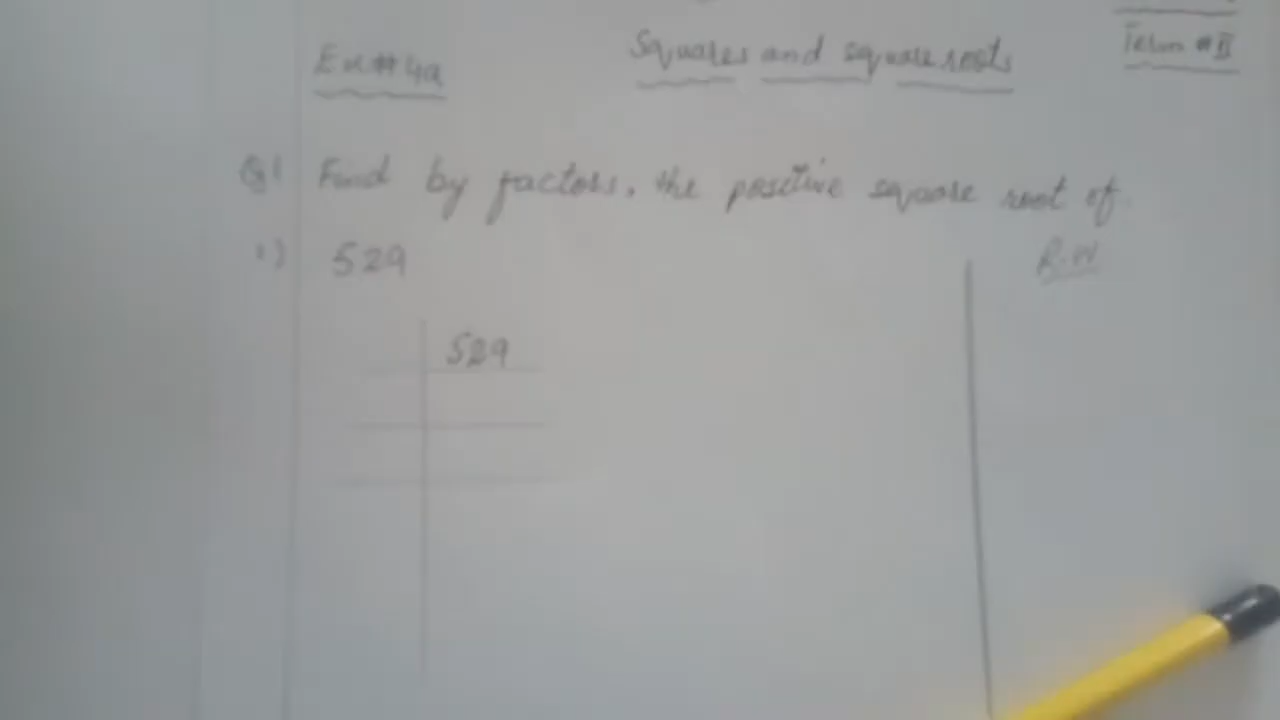 Ex# 4a
Squares and square roots
Term # II
Q1 Find by factors, the positive square root of
i) 529
R.W
529